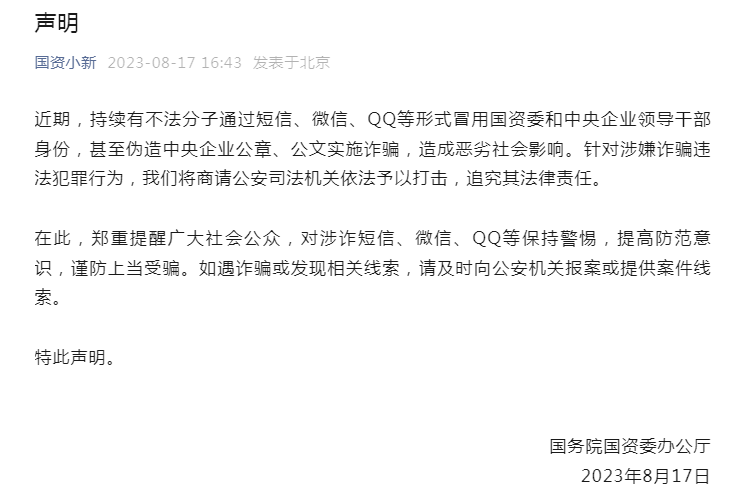 声明
国资小新 2023-08-17 16:43 发表于北京
近期，持续有不法分子通过短信、微信、QQ等形式冒用国资委和中央企业领导干部
身份，甚至伪造中央企业公章、公文实施诈骗，造成恶劣社会影响。针对涉嫌诈骗违
法犯罪行为，我们将商请公安司法机关依法予以打击，追究其法律责任。
在此，郑重提醒广大社会公众，对涉诈短信、微信、QQ等保持警惕，提高防范意
识，谨防上当受骗。如遇诈骗或发现相关线索，请及时向公安机关报案或提供案件线
索。
特此声明。
国务院国资委办公厅
2023年8月17日